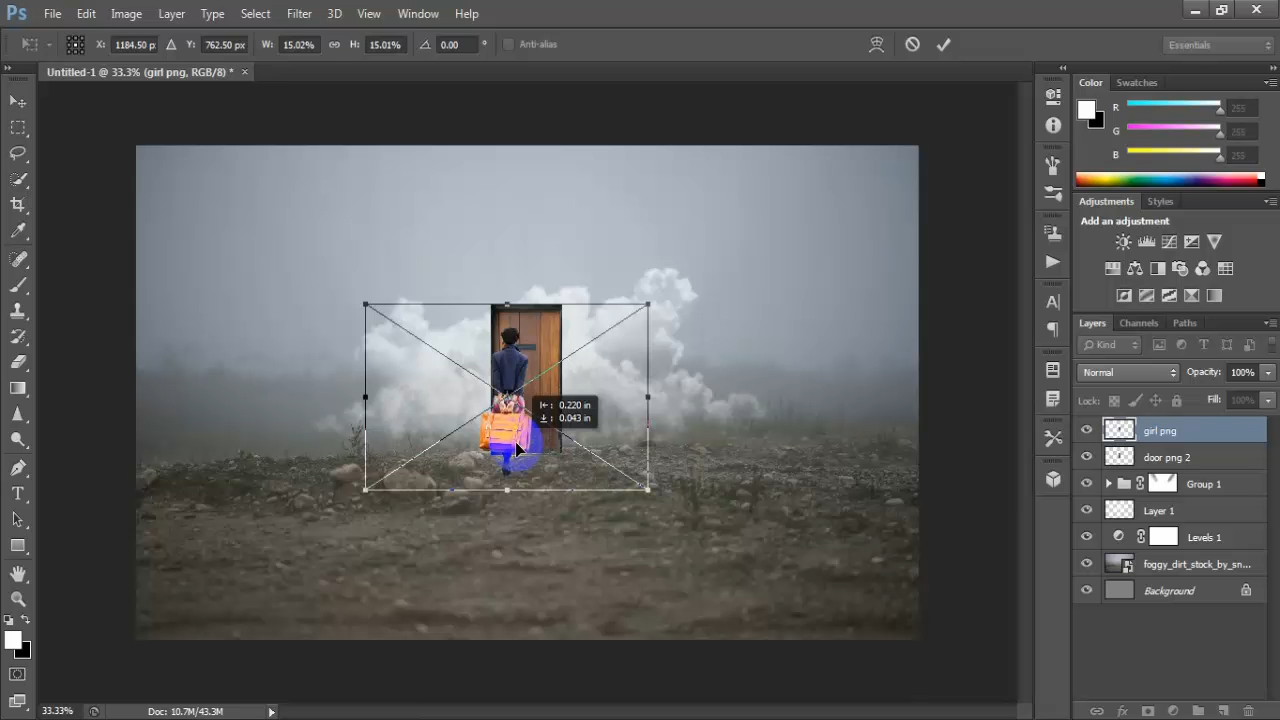 Ps File Edit Image Layer Type Select Filter 3D View Window Help
X: 1184.50 p Y: 762.50 px W: 15.02% H: 15.01% 0.00 ° Anti-alias Essentials
Untitled-1 @ 33.3% (girl png, RGB/8) * ×
Color Swatches
R 255
G 255
B 255
Adjustments Styles
Add an adjustment
Layers Channels Paths
Kind
Normal Opacity: 100%
Lock: Fill: 100%
girl png
door png 2
Group 1
Layer 1
Levels 1
foggy_dirt_stock_by_sn...
Background
: 0.220 in
: 0.043 in
33.33% Doc: 10.7M/43.3M